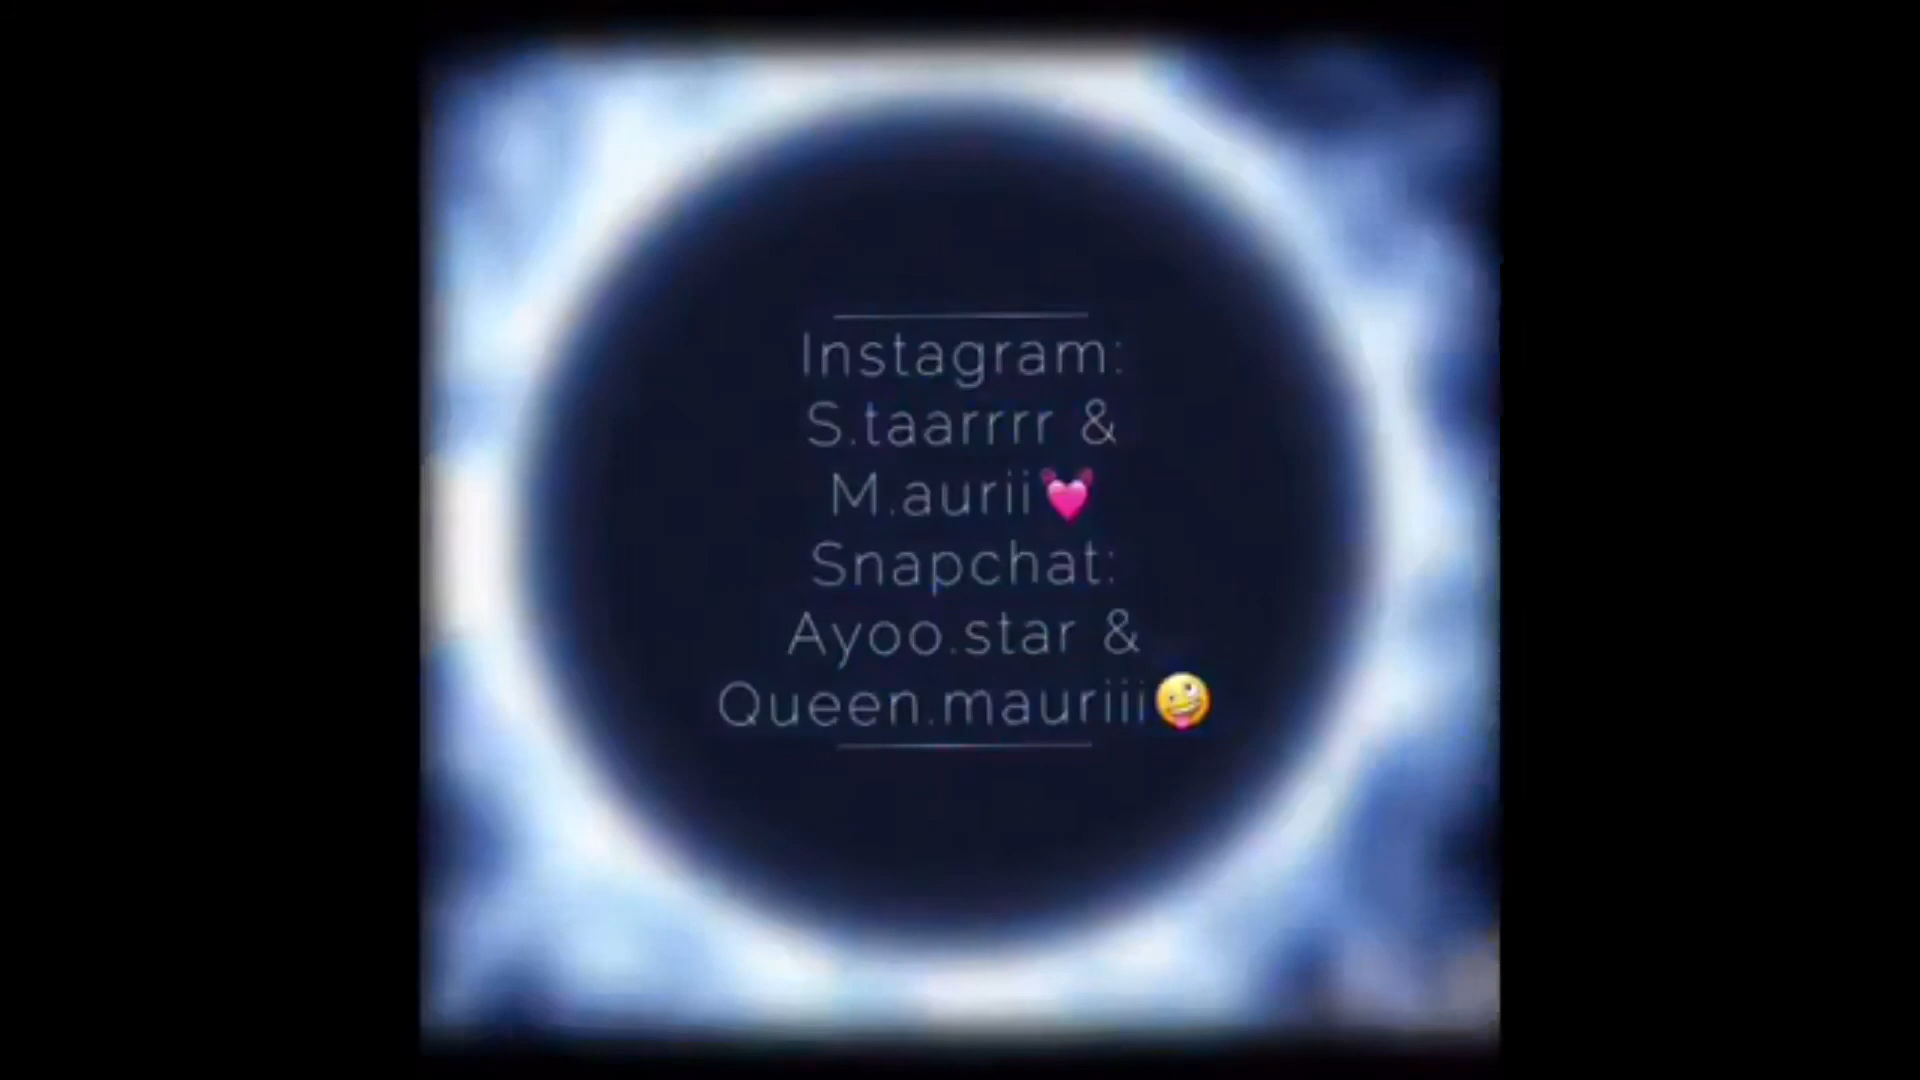 Instagram:
S.taarrrr &
M.aurii💓
Snapchat:
Ayoo.star &
Queen.mauriii🤪